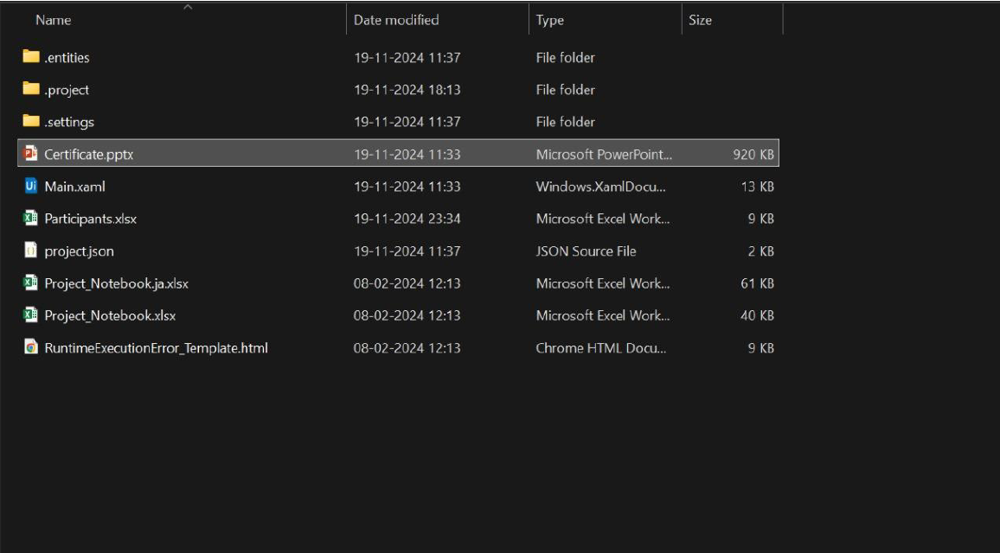 Name Date modified Type Size
.entities 19-11-2024 11:37 File folder
.project 19-11-2024 18:13 File folder
.settings 19-11-2024 11:37 File folder
Certificate.pptx 19-11-2024 11:33 Microsoft PowerPoint... 920 KB
Main.xaml 19-11-2024 11:33 Windows.XamlDocu... 13 KB
Participants.xlsx 19-11-2024 23:34 Microsoft Excel Work... 9 KB
project.json 19-11-2024 11:37 JSON Source File 2 KB
Project_Notebook.ja.xlsx 08-02-2024 12:13 Microsoft Excel Work... 61 KB
Project_Notebook.xlsx 08-02-2024 12:13 Microsoft Excel Work... 40 KB
RuntimeExecutionError_Template.html 08-02-2024 12:13 Chrome HTML Docu... 9 KB